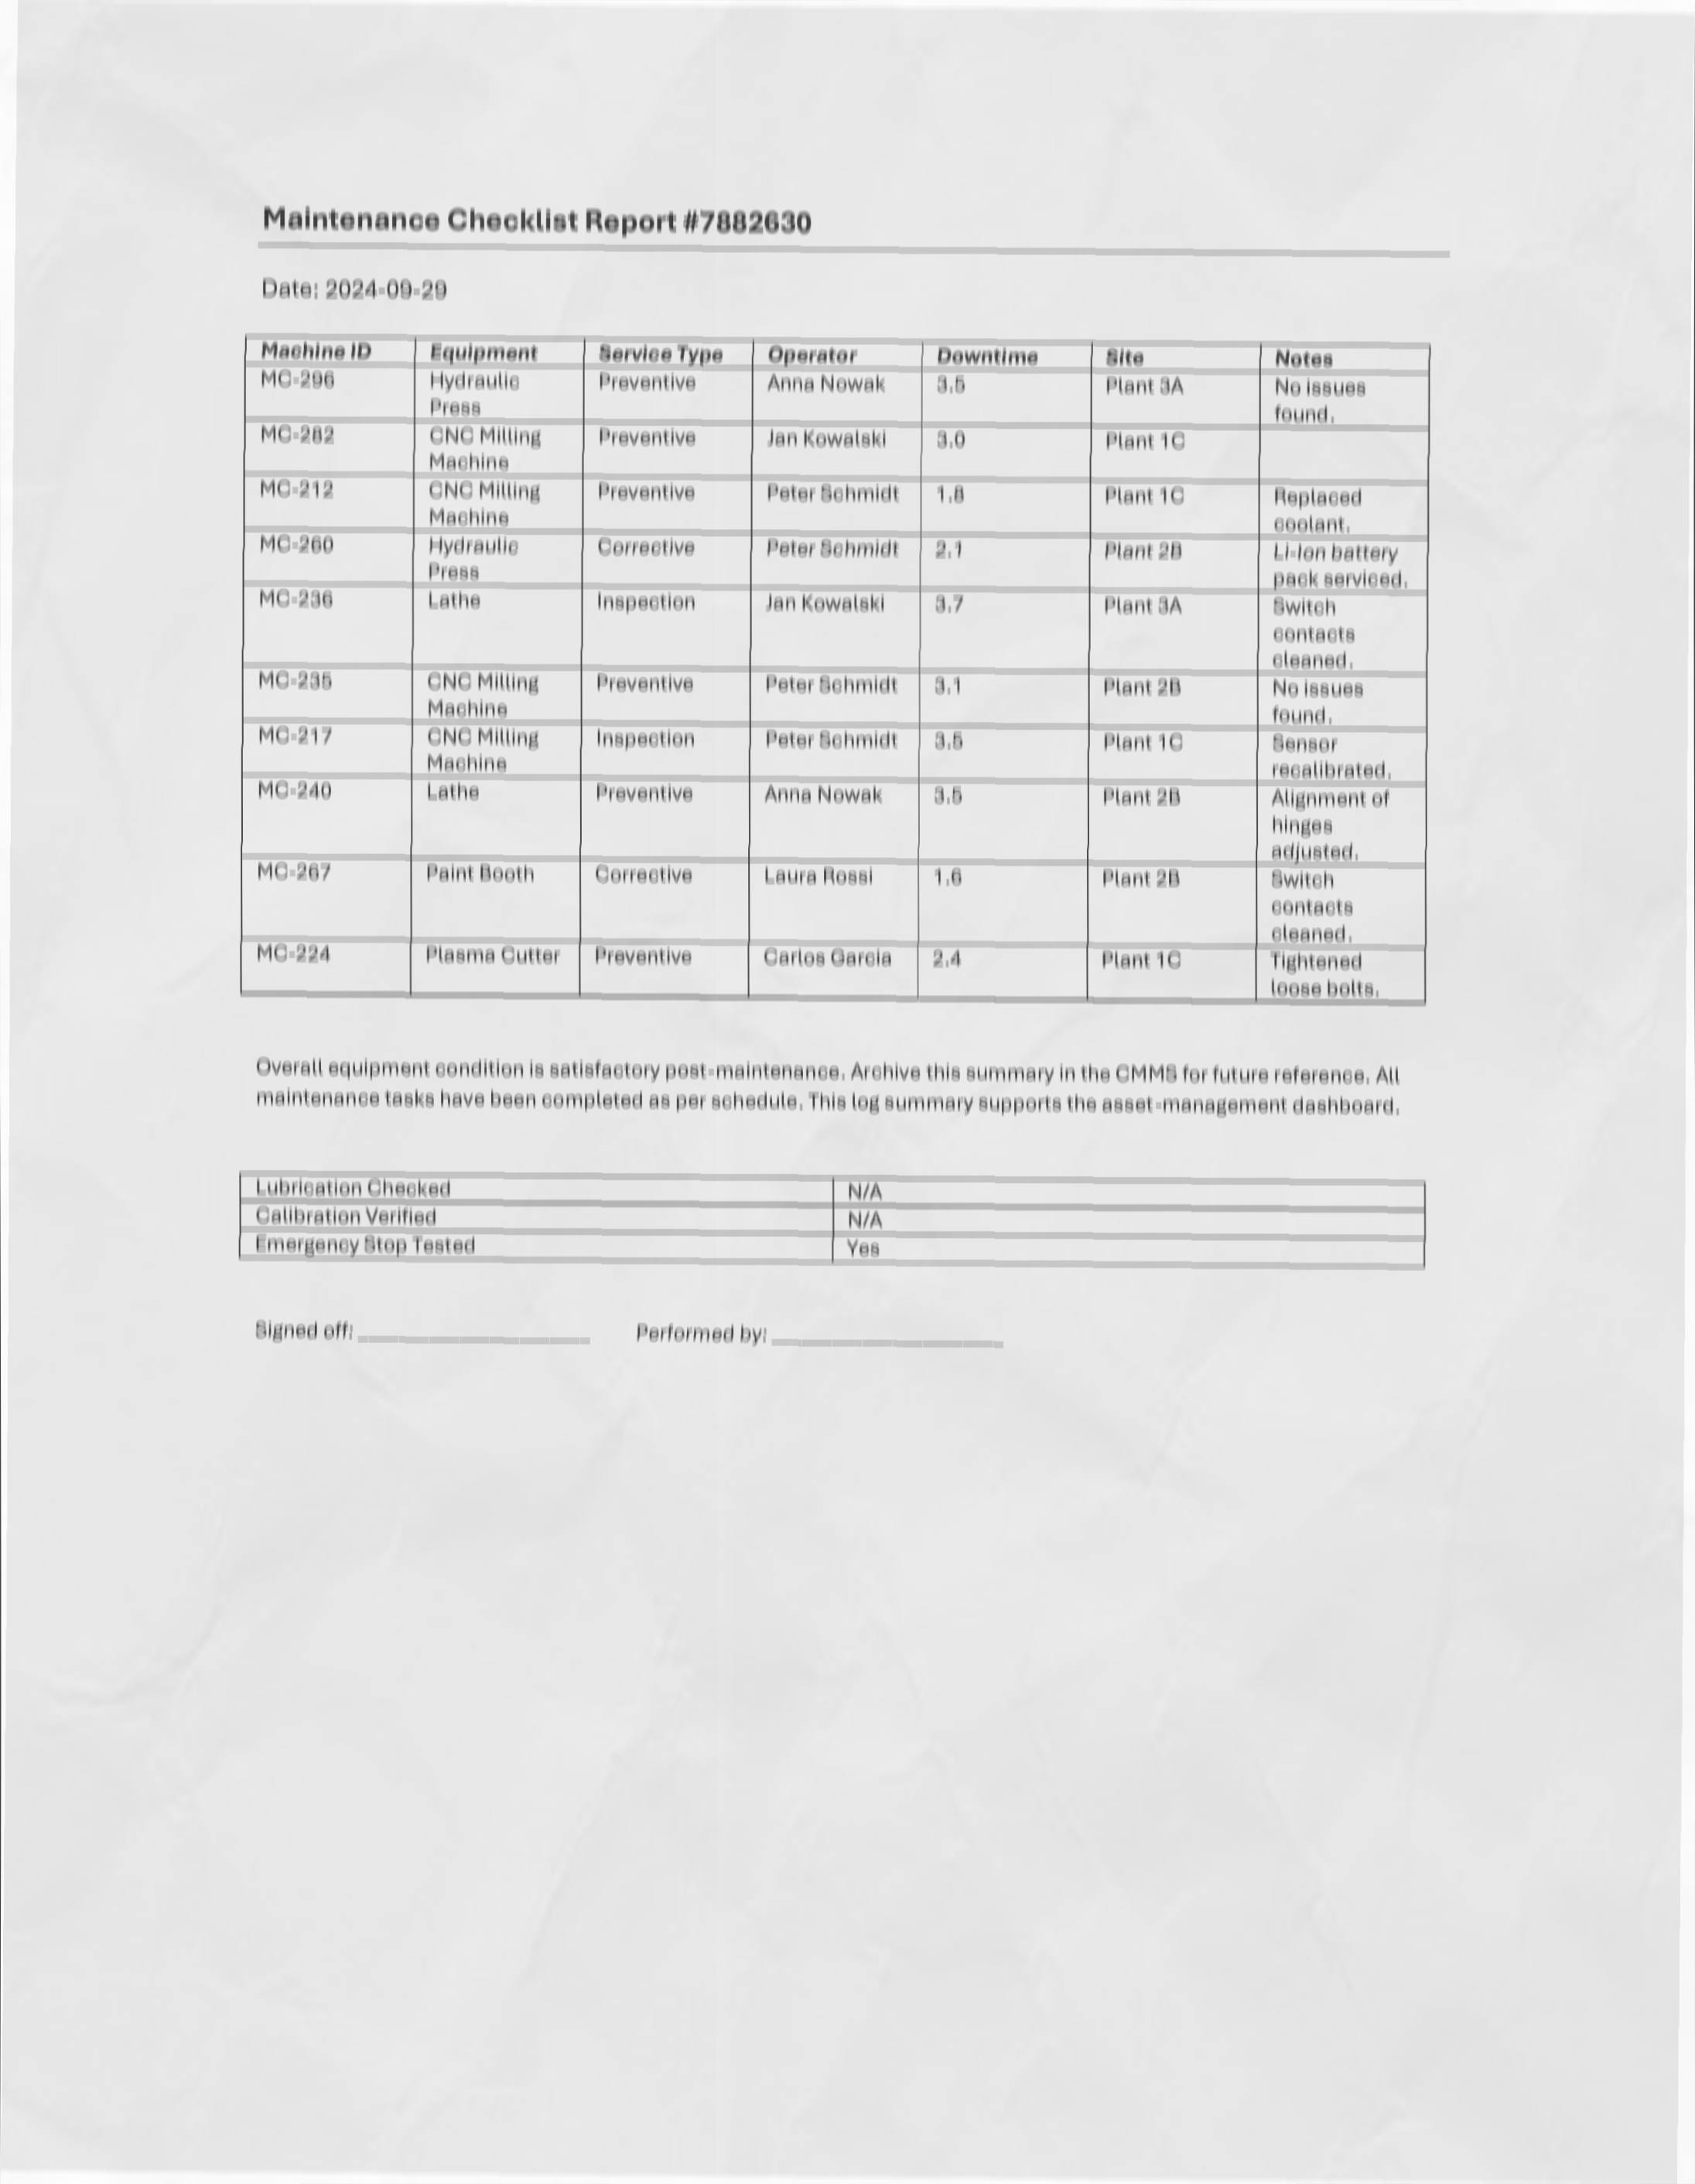 Maintenance Checklist Report #7882630
Date: 2024-09-29
Machine ID Equipment Service Type Operator Downtime Site Notes
MC-296 Hydraulic Press Preventive Anna Nowak 3.5 Plant 3A No issues found.
MC-282 CNC Milling Machine Preventive Jan Kowalski 3.0 Plant 1C
MC-212 CNC Milling Machine Preventive Peter Schmidt 1.8 Plant 1C Replaced coolant.
MC-260 Hydraulic Press Corrective Peter Schmidt 2.1 Plant 2B Li-Ion battery pack serviced.
MC-236 Lathe Inspection Jan Kowalski 3.7 Plant 3A Switch contacts cleaned.
MC-235 CNC Milling Machine Preventive Peter Schmidt 3.1 Plant 2B No issues found.
MC-217 CNC Milling Machine Inspection Peter Schmidt 3.5 Plant 1C Sensor recalibrated.
MC-240 Lathe Preventive Anna Nowak 3.5 Plant 2B Alignment of hinges adjusted.
MC-267 Paint Booth Corrective Laura Rossi 1.6 Plant 2B Switch contacts cleaned.
MC-224 Plasma Cutter Preventive Carlos Garcia 2.4 Plant 1C Tightened loose bolts.
Overall equipment condition is satisfactory post-maintenance. Archive this summary in the CMMS for future reference. All
maintenance tasks have been completed as per schedule. This log summary supports the asset-management dashboard.
Lubrication Checked N/A
Calibration Verified N/A
Emergency Stop Tested Yes
Signed off: ____________________ Performed by: ____________________